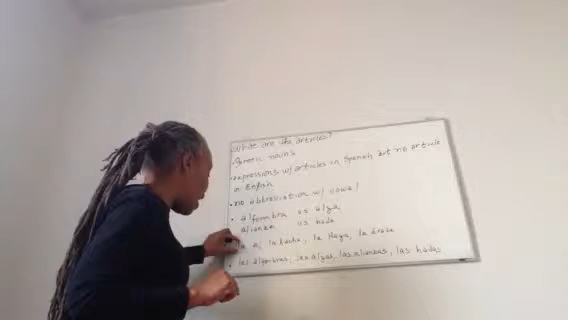 What are the articles?
• Generic nouns
• expressions w/ articles in Spanish but no article
in English
• no abbreviation w/ vowel
• alfombra vs alga
alianza vs hada
a, la hacha, la Haya, la árabe
• las alfombras, las algas, las alianzas, las hadas